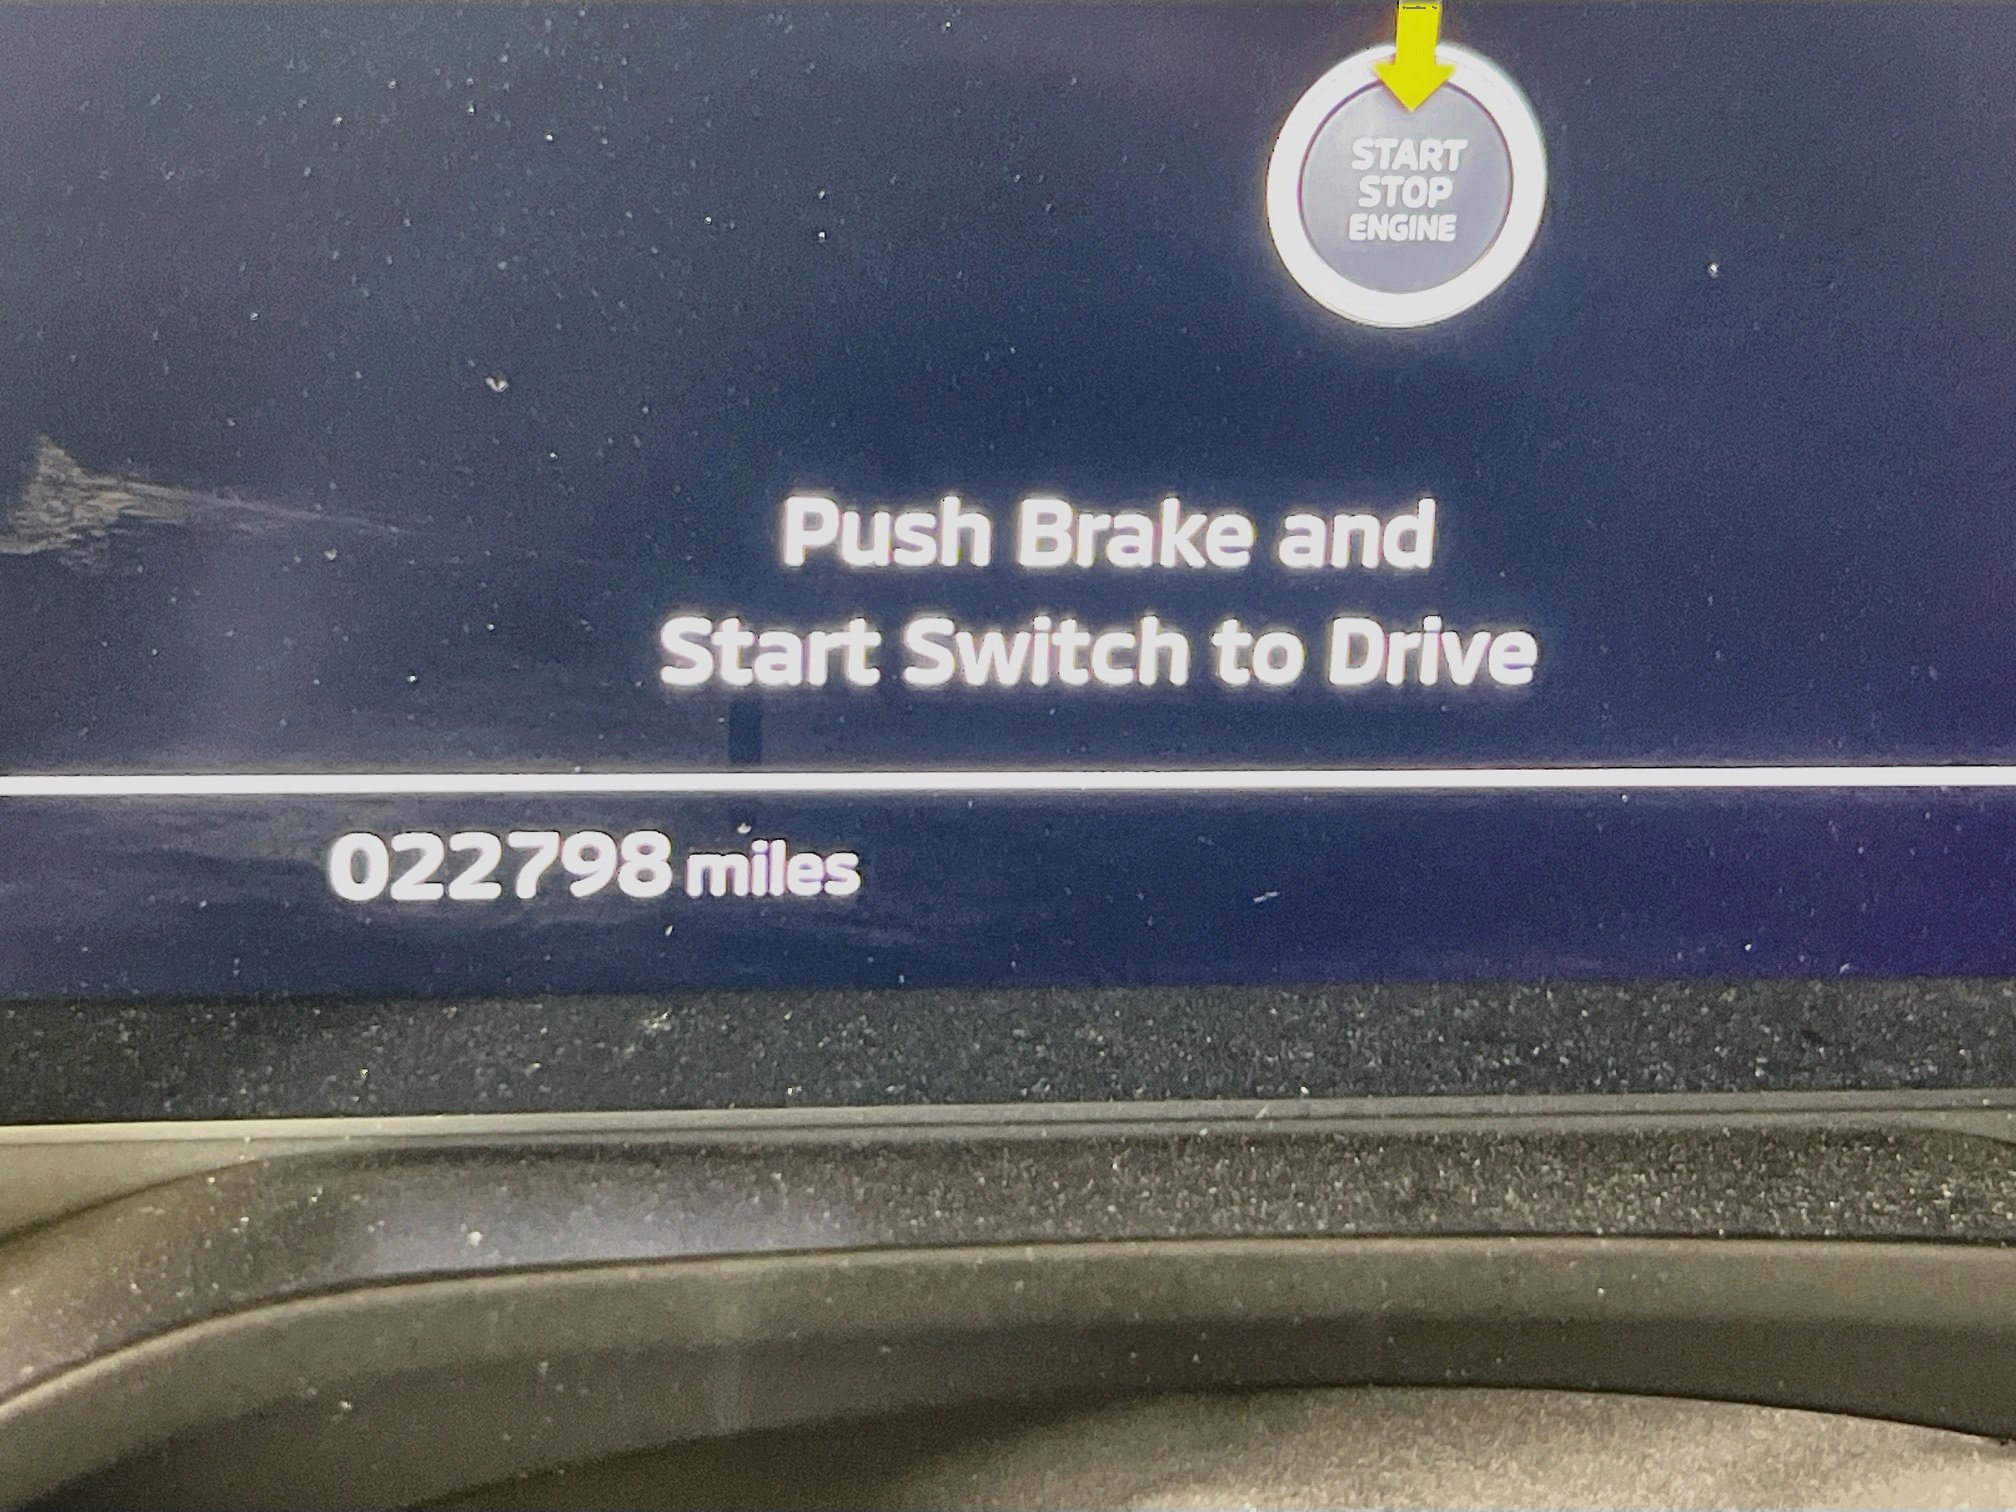 START
STOP
ENGINE
Push Brake and
Start Switch to Drive
022798 miles